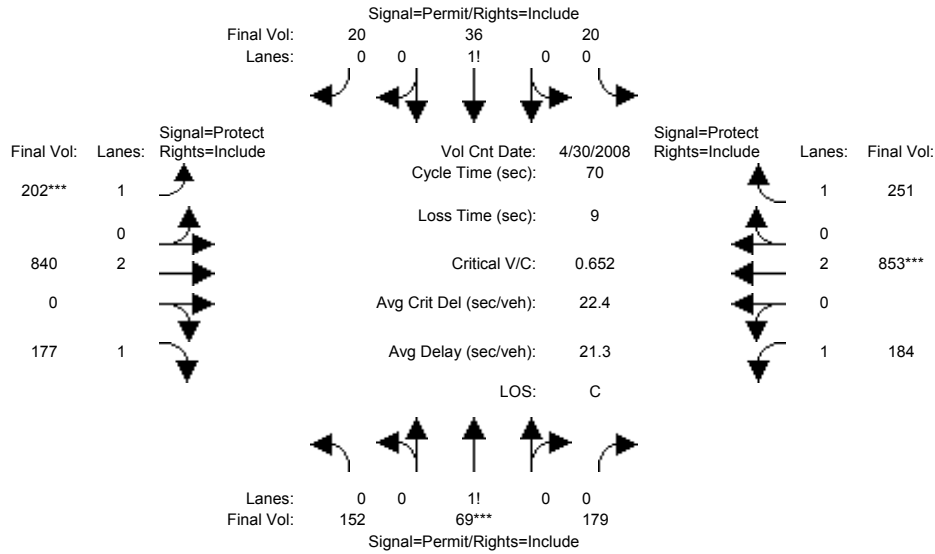 Signal=Permit/Rights=Include
Final Vol: 20 36 20
Lanes: 0 0 1! 0 0
Signal=Protect
Final Vol: Lanes: Rights=Include
Vol Cnt Date: 4/30/2008
Signal=Protect
Rights=Include Lanes: Final Vol:
Cycle Time (sec): 70
202*** 1
1 251
Loss Time (sec): 9
0
0
840 2
Critical V/C: 0.652
2 853***
0 0
Avg Crit Del (sec/veh): 22.4
0
177 1
Avg Delay (sec/veh): 21.3
1 184
LOS: C
Lanes: 0 0 1! 0 0
Final Vol: 152 69*** 179
Signal=Permit/Rights=Include